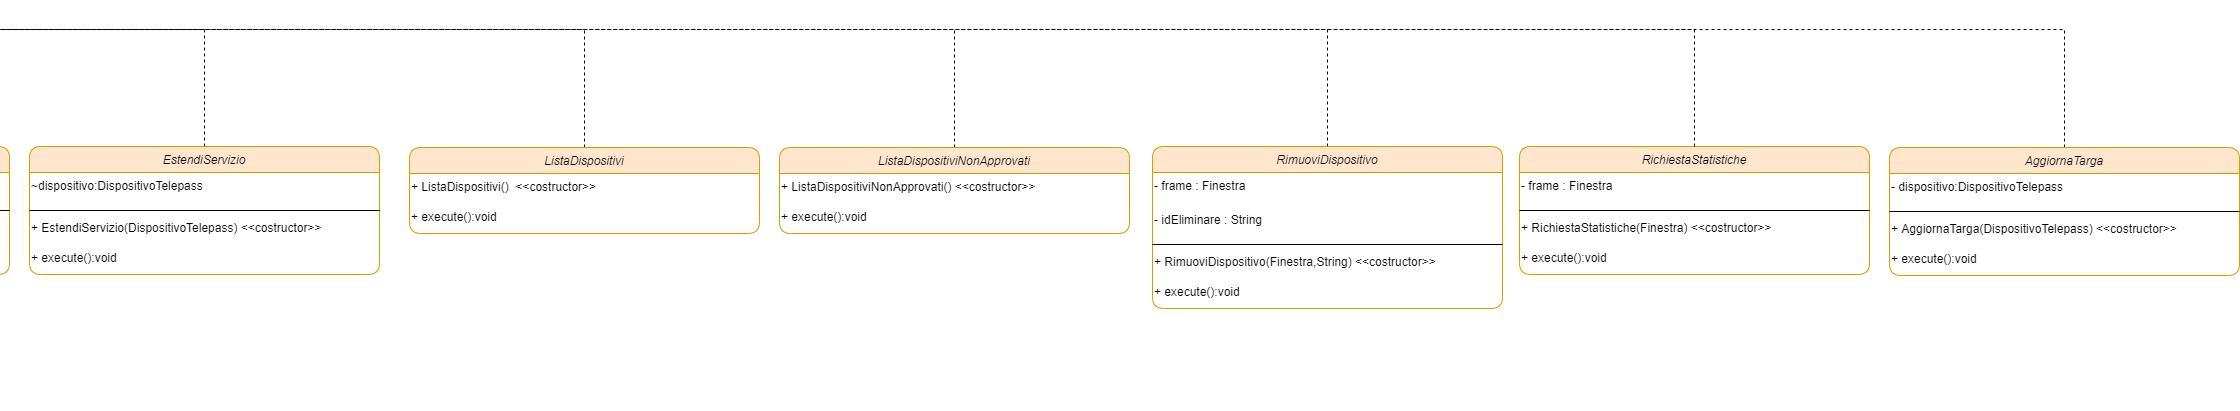 EstendiServizio
~dispositivo:DispositivoTelepass
+ EstendiServizio(DispositivoTelepass) <<costructor>>
+ execute():void
ListaDispositivi
+ ListaDispositivi()  <<costructor>>
+ execute():void
ListaDispositiviNonApprovati
+ ListaDispositiviNonApprovati() <<costructor>>
+ execute():void
RimuoviDispositivo
- frame : Finestra
- idEliminare : String
+ RimuoviDispositivo(Finestra,String) <<costructor>>
+ execute():void
RichiestaStatistiche
- frame : Finestra
+ RichiestaStatistiche(Finestra) <<costructor>>
+ execute():void
AggiornaTarga
- dispositivo:DispositivoTelepass
+ AggiornaTarga(DispositivoTelepass) <<costructor>>
+ execute():void